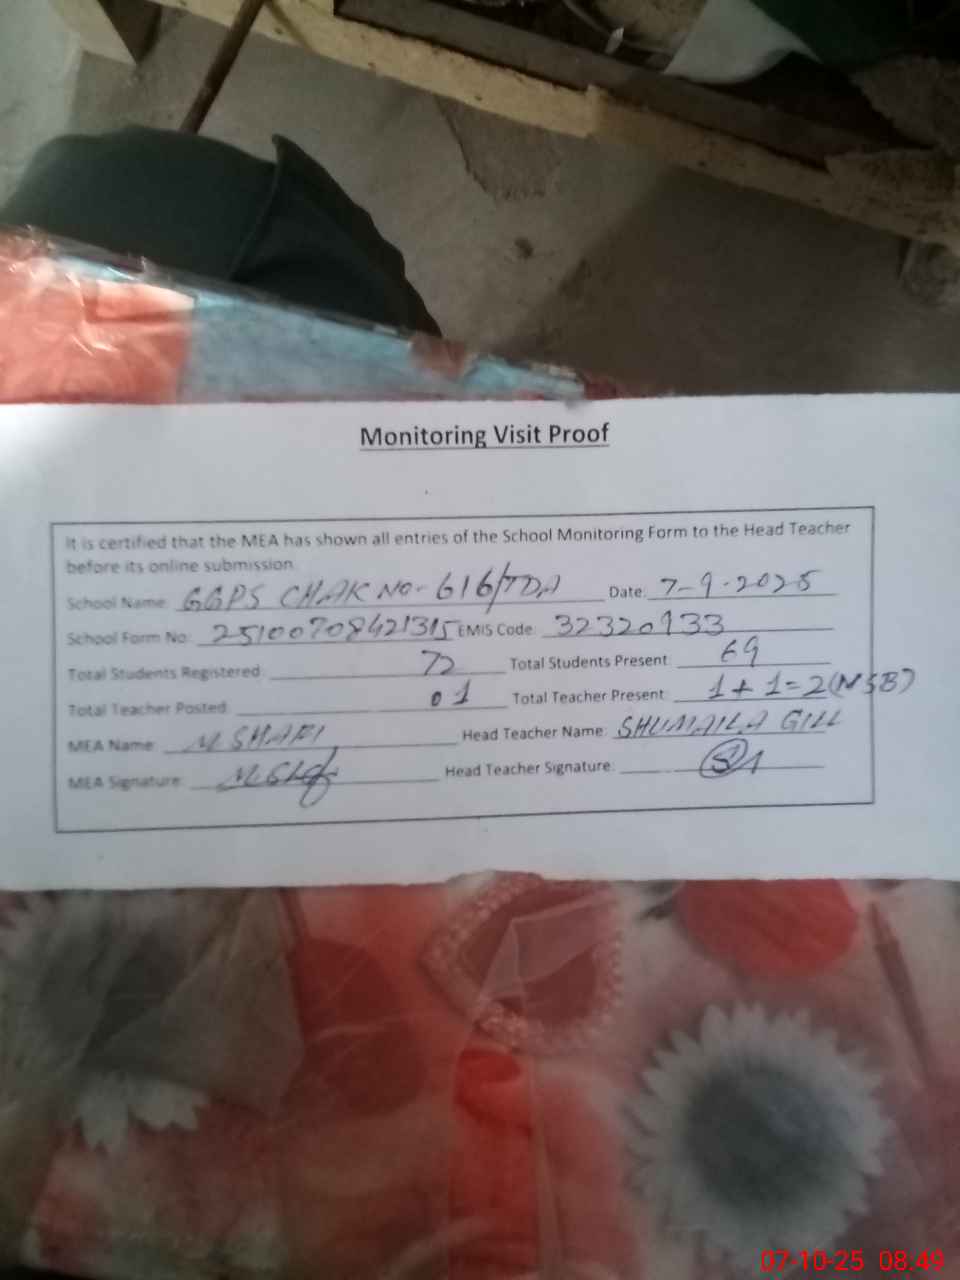 Monitoring Visit Proof
It is certified that the MEA has shown all entries of the School Monitoring Form to the Head Teacher
before its online submission.
School Name: GGPS CHAK NO- 616/TDA Date: 7-9-2025
School Form No: 25100708421315 EMIS Code: 32320933
Total Students Registered: 72 Total Students Present: 69
Total Teacher Posted: 01 Total Teacher Present: 1+1=2(NSB)
MEA Name: M SHAFI Head Teacher Name: SHUMAILA GILL
MEA Signature: Head Teacher Signature:
07-10-25 08:49